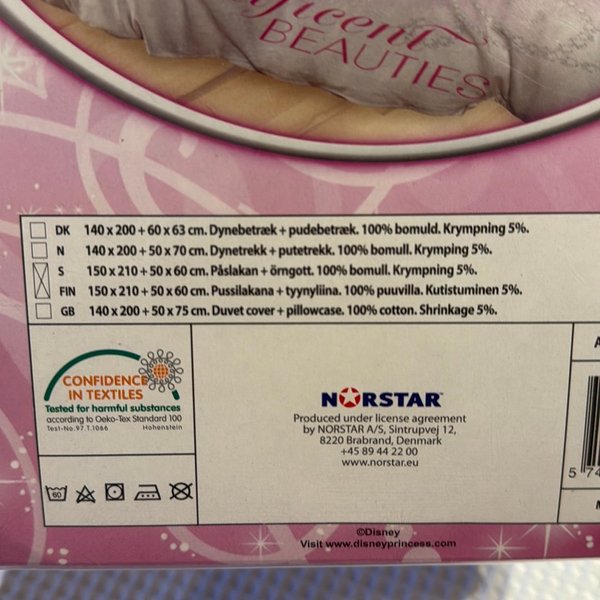 BEAUTIES
DK 140 x 200 + 60 x 63 cm. Dynebetræk + pudebetræk. 100% bomuld. Krympning 5%.
N 140 x 200 + 50 x 70 cm. Dynetrekk + putetrekk. 100% bomull. Krymping 5%.
S 150 x 210 + 50 x 60 cm. Påslakan + örngott. 100% bomull. Krympning 5%.
FIN 150 x 210 + 50 x 60 cm. Pussilakana + tyynyliina. 100% puuvilla. Kutistuminen 5%.
GB 140 x 200 + 50 x 75 cm. Duvet cover + pillowcase. 100% cotton. Shrinkage 5%.
CONFIDENCE
IN TEXTILES
Tested for harmful substances
according to Oeko-Tex Standard 100
Test-No. 97.T.1086 Hohenstein
60
NORSTAR
Produced under license agreement
by NORSTAR A/S, Sintrupvej 12,
8220 Brabrand, Denmark
+45 89 44 22 00
www.norstar.eu
5 74
©Disney
Visit www.disneyprincess.com